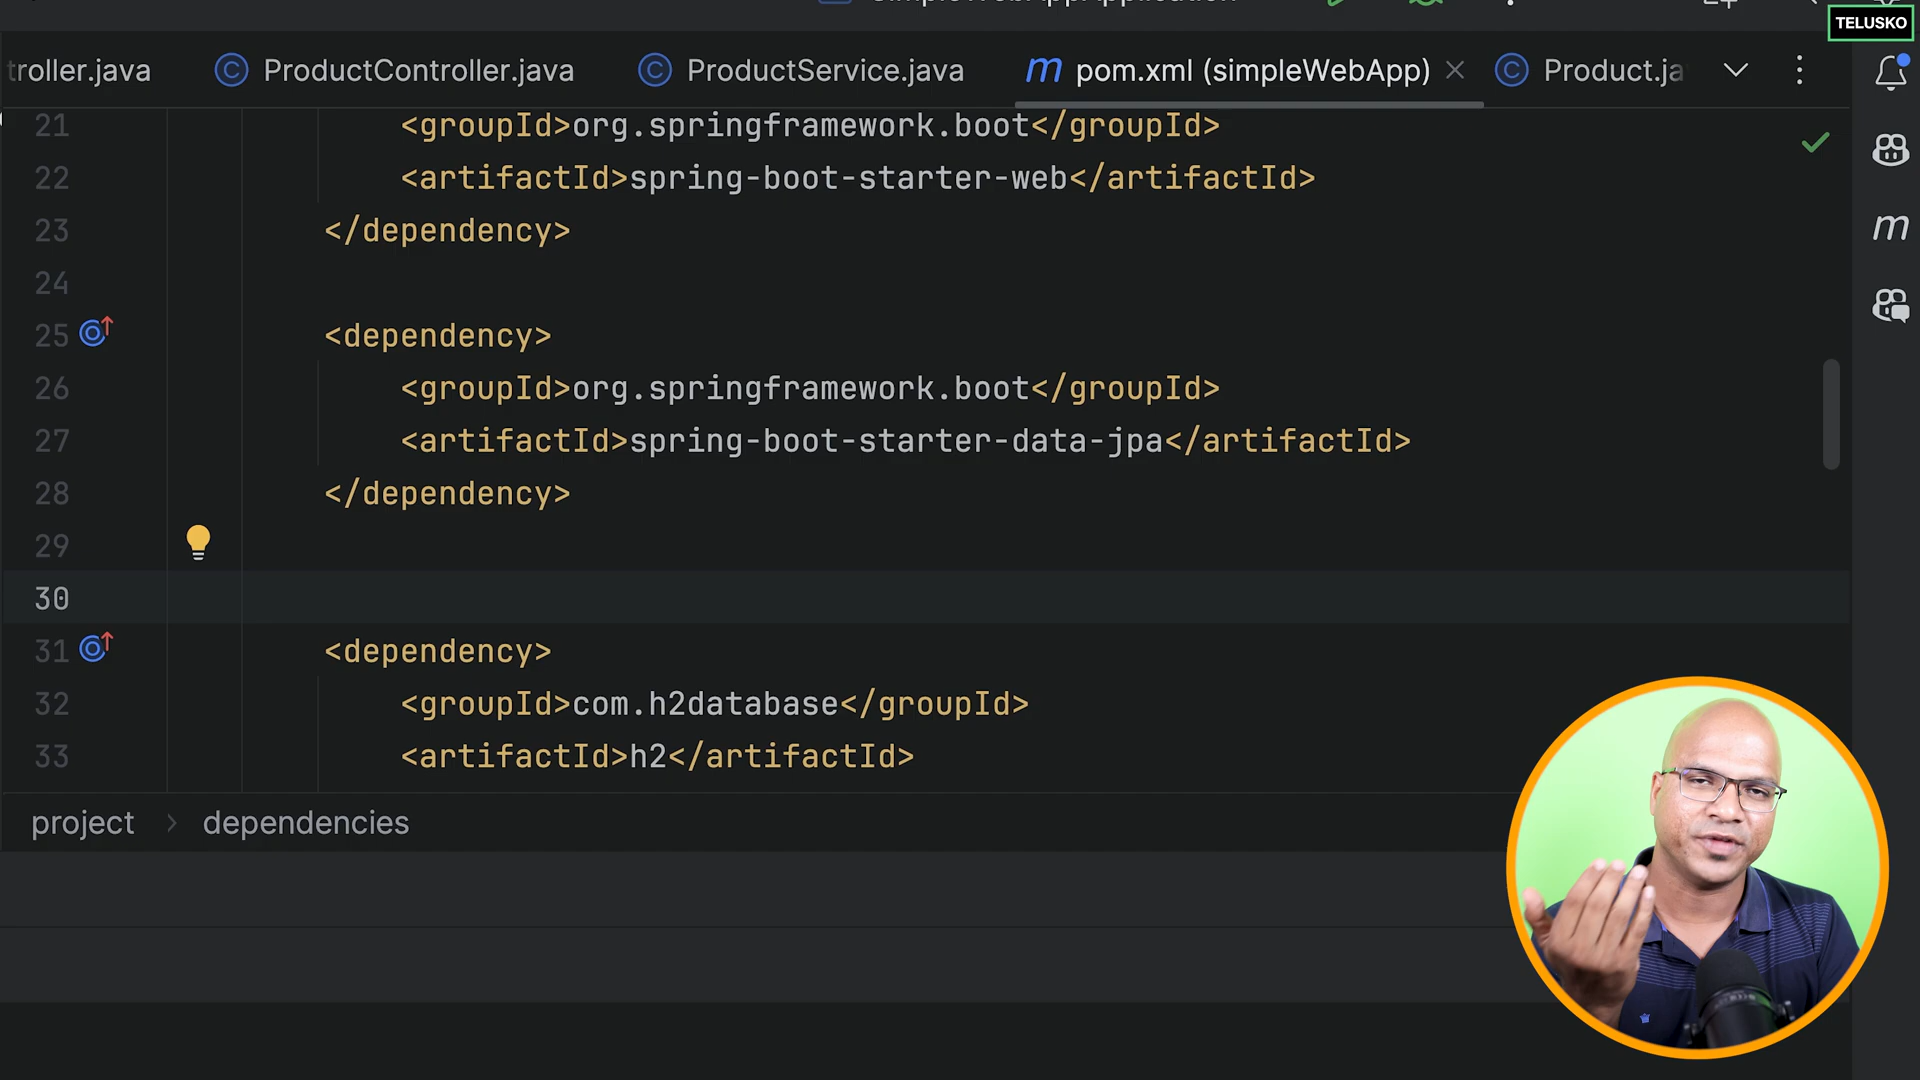 TELUSKO
troller.java
ProductController.java
ProductService.java
m pom.xml (simpleWebApp)
Product.ja
21 <groupId>org.springframework.boot</groupId>
22 <artifactId>spring-boot-starter-web</artifactId>
23 </dependency>
24
25 <dependency>
26 <groupId>org.springframework.boot</groupId>
27 <artifactId>spring-boot-starter-data-jpa</artifactId>
28 </dependency>
29
30
31 <dependency>
32 <groupId>com.h2database</groupId>
33 <artifactId>h2</artifactId>
project > dependencies